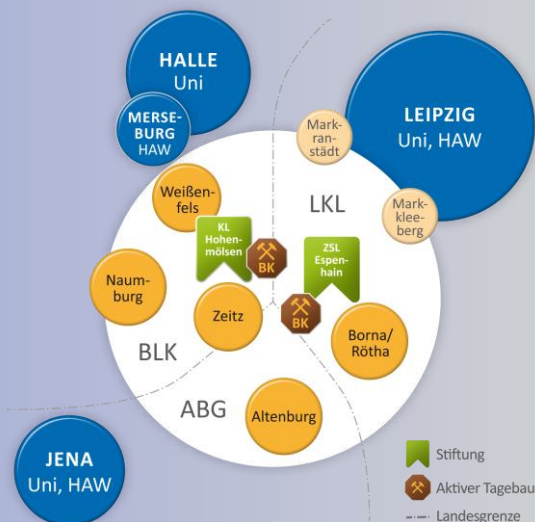 HALLE
Uni
MERSE-
BURG
HAW
LEIPZIG
Uni, HAW
Mark-
ran-
städt
Weißen-
fels
LKL
Mark-
klee-
berg
KL
Hohen-
mölsen
BK
ZSL
Espen-
hain
Naum-
burg
Zeitz
BK
Borna/
Rötha
BLK
ABG
Altenburg
JENA
Uni, HAW
Stiftung
Aktiver Tagebau
Landesgrenze